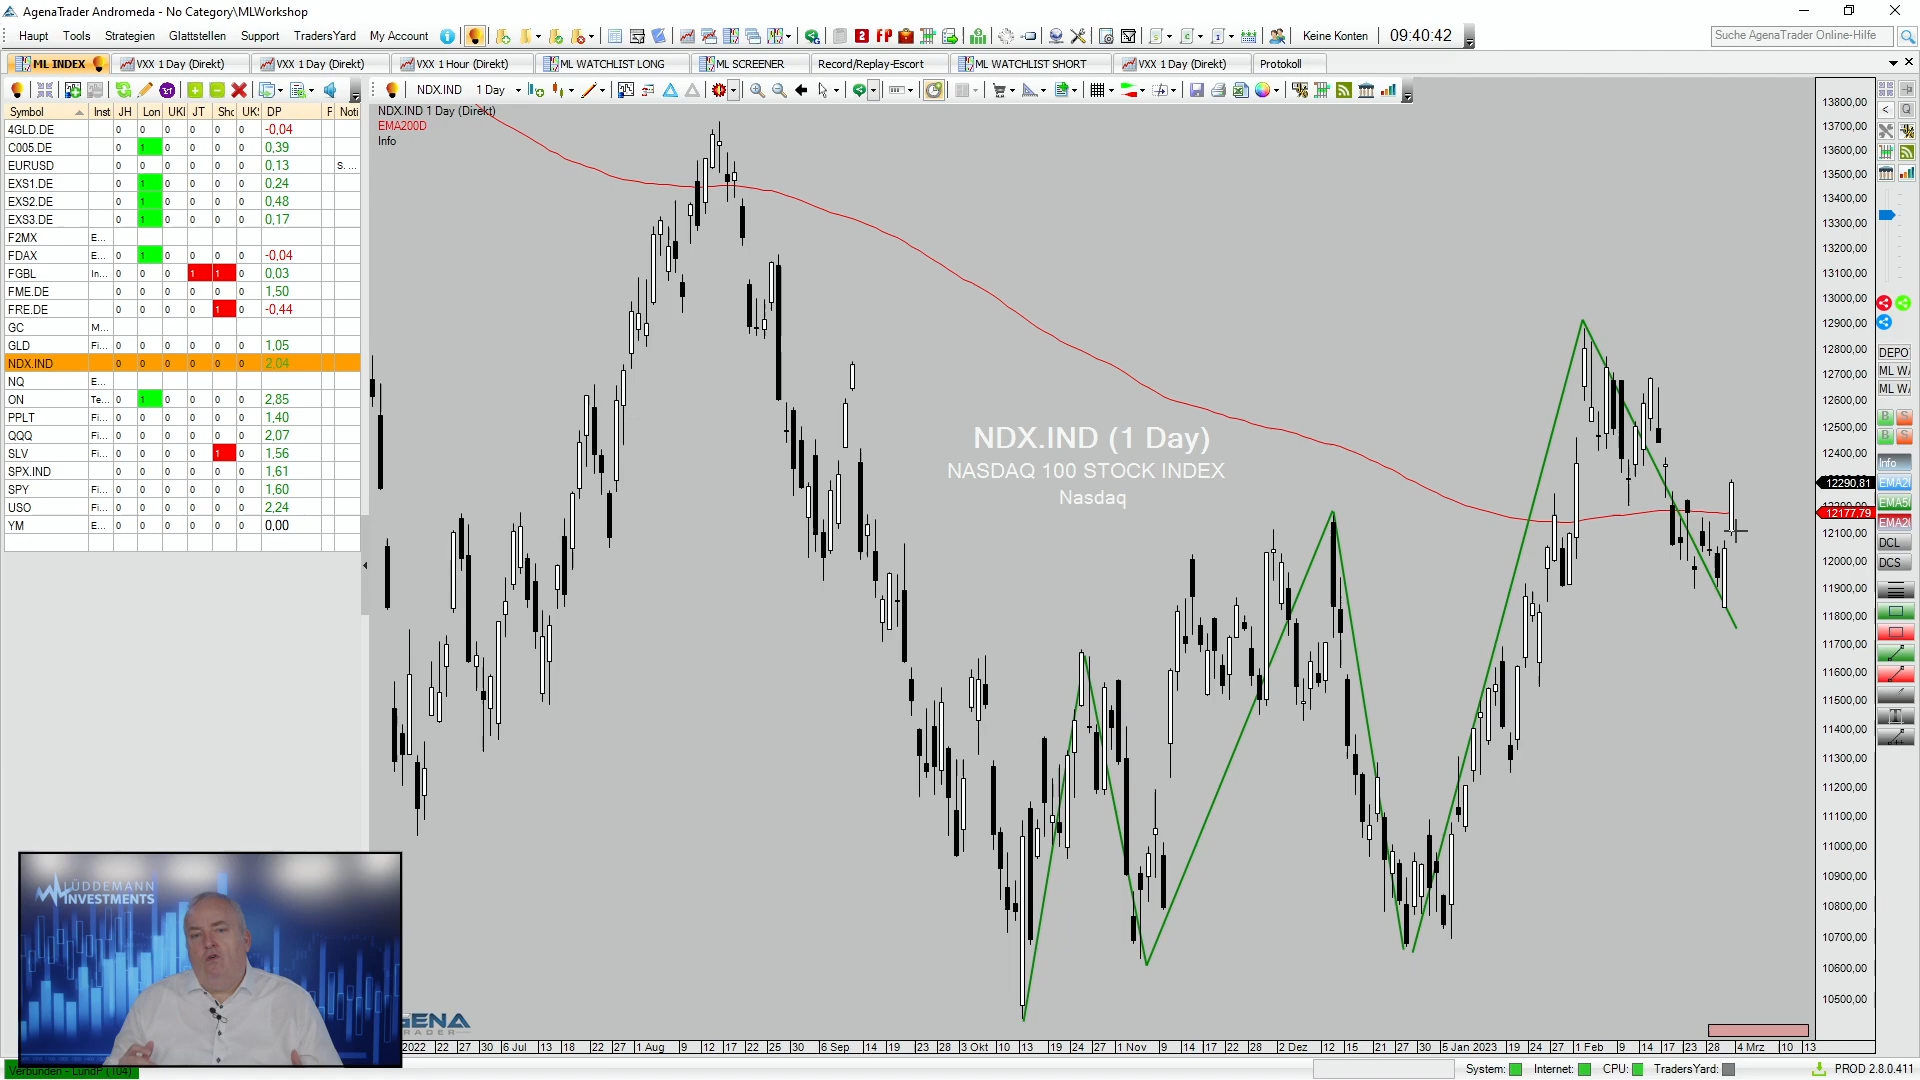 AgenaTrader Andromeda - No Category\MLWorkshop
Haupt Tools Strategien Glattstellen Support TradersYard My Account Keine Konten 09:40:42 Suche AgenaTrader Online-Hilfe
ML INDEX VXX 1 Day (Direkt) VXX 1 Day (Direkt) VXX 1 Hour (Direkt) ML WATCHLIST LONG ML SCREENER Record/Replay-Escort ML WATCHLIST SHORT VXX 1 Day (Direkt) Protokoll
NDX.IND 1 Day
Symbol Inst JH Lon UKI JT Sho UKS DP F Noti
4GLD.DE 0 0 0 0 0 0 -0,04
C005.DE 0 1 0 0 0 0 0,39
EURUSD 0 0 0 0 0 0 0,13 S. ...
EXS1.DE 0 1 0 0 0 0 0,24
EXS2.DE 0 1 0 0 0 0 0,48
EXS3.DE 0 1 0 0 0 0 0,17
F2MX E...
FDAX E... 0 1 0 0 0 0 -0,04
FGBL In... 0 0 0 1 1 0 0,03
FME.DE 0 0 0 0 0 0 1,50
FRE.DE 0 0 0 0 1 0 -0,44
GC M...
GLD Fi... 0 0 0 0 0 0 1,05
NDX.IND 0 0 0 0 0 0 2,04
NQ E...
ON Te... 0 1 0 0 0 0 2,85
PPLT Fi... 0 0 0 0 0 0 1,40
QQQ Fi... 0 0 0 0 0 0 2,07
SLV Fi... 0 0 0 0 1 0 1,56
SPX.IND 0 0 0 0 0 0 1,61
SPY Fi... 0 0 0 0 0 0 1,60
USO Fi... 0 0 0 0 0 0 2,24
YM E... 0 0 0 0 0 0 0,00
NDX.IND 1 Day (Direkt)
EMA200D
Info
NDX.IND (1 Day)
NASDAQ 100 STOCK INDEX
Nasdaq
13800,00
13700,00
13600,00
13500,00
13400,00
13300,00
13200,00
13100,00
13000,00
12900,00
12800,00
12700,00
12600,00
12500,00
12400,00
12290,81
12177,79
12100,00
12000,00
11900,00
11800,00
11700,00
11600,00
11500,00
11400,00
11300,00
11200,00
11100,00
11000,00
10900,00
10800,00
10700,00
10600,00
10500,00
DEPO
ML W
ML W
B S
B S
Info
EMA2
EMA5
EMA2
DCL
DCS
LÜDDEMANN
INVESTMENTS
GENA
TRADER
2022 22 27 30 6 Jul 13 18 22 27 1 Aug 9 12 17 22 25 30 6 Sep 14 19 23 28 3 Okt 13 19 24 27 1 Nov 9 14 17 22 28 2 Dez 12 15 21 27 30 5 Jan 2023 19 24 27 1 Feb 9 14 17 23 28 4 Mrz 10 13
Verbunden - LundP (104) System: Internet: CPU: TradersYard: PROD 2.8.0.411